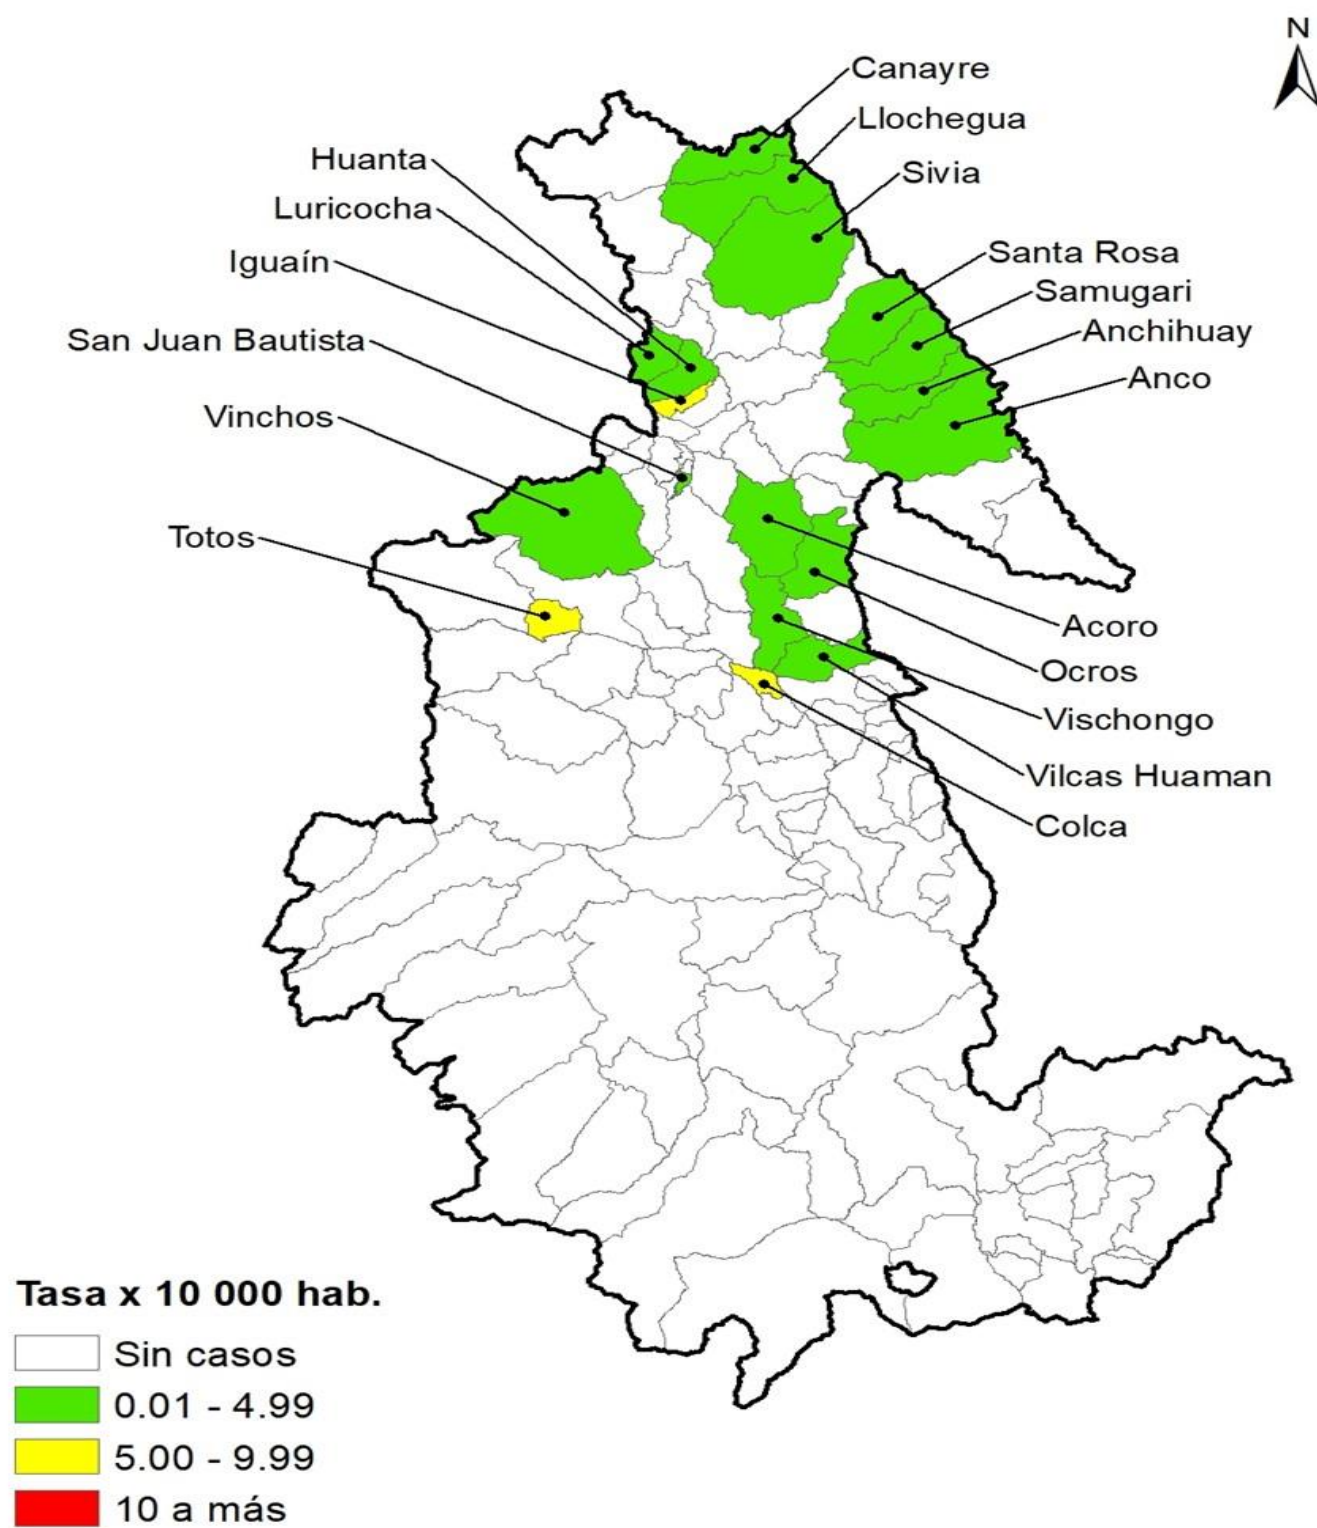 N
Canayre
Llochegua
Huanta
Sivia
Luricocha
Iguaín
Santa Rosa
Samugari
San Juan Bautista
Anchihuay
Anco
Vinchos
Totos
Acoro
Ocros
Vischongo
Vilcas Huaman
Colca
Tasa x 10 000 hab.
Sin casos
0.01 - 4.99
5.00 - 9.99
10 a más